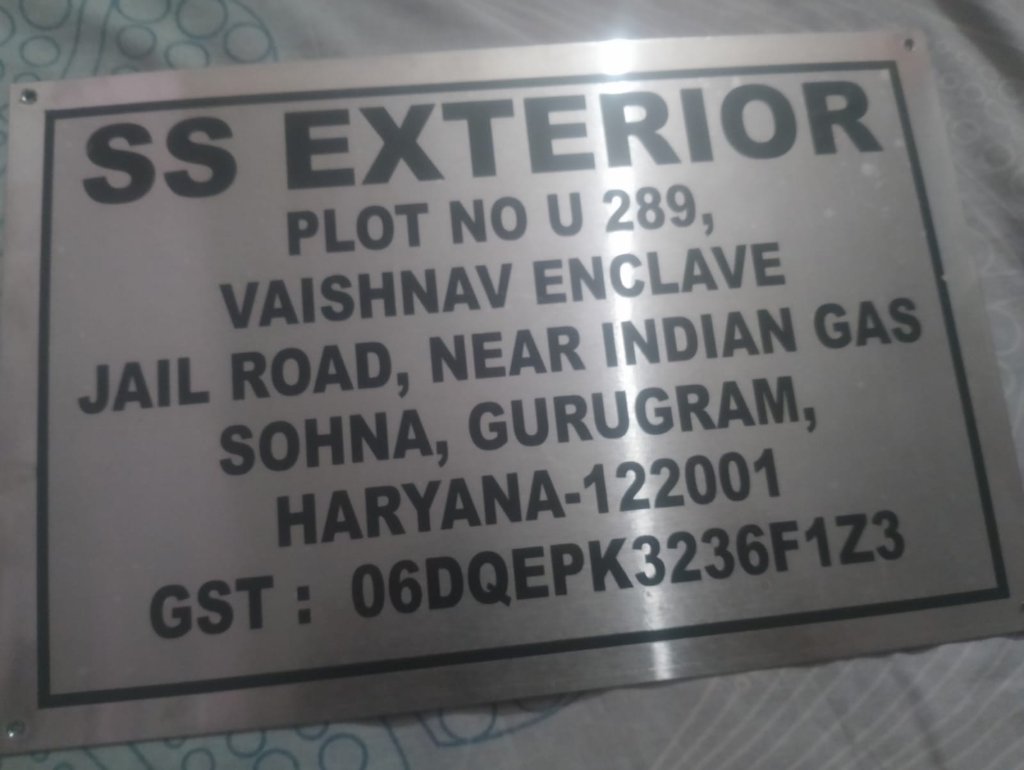 SS EXTERIOR
PLOT NO U 289,
VAISHNAV ENCLAVE
JAIL ROAD, NEAR INDIAN GAS
SOHNA, GURUGRAM,
HARYANA-122001
GST : 06DQEPK3236F1Z3